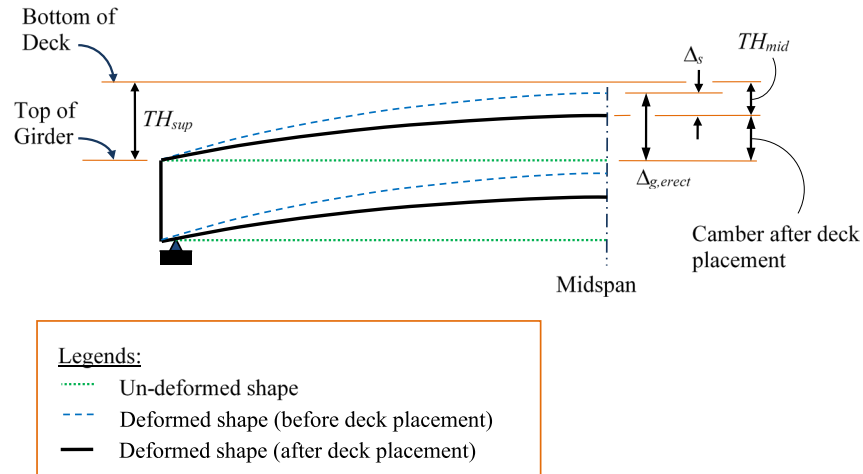 Bottom of
Deck
Top of
Girder
TH_sup
Δ_s
TH_mid
Δ_g,erect
Camber after deck
placement
Midspan
Legends:
Un-deformed shape
Deformed shape (before deck placement)
Deformed shape (after deck placement)